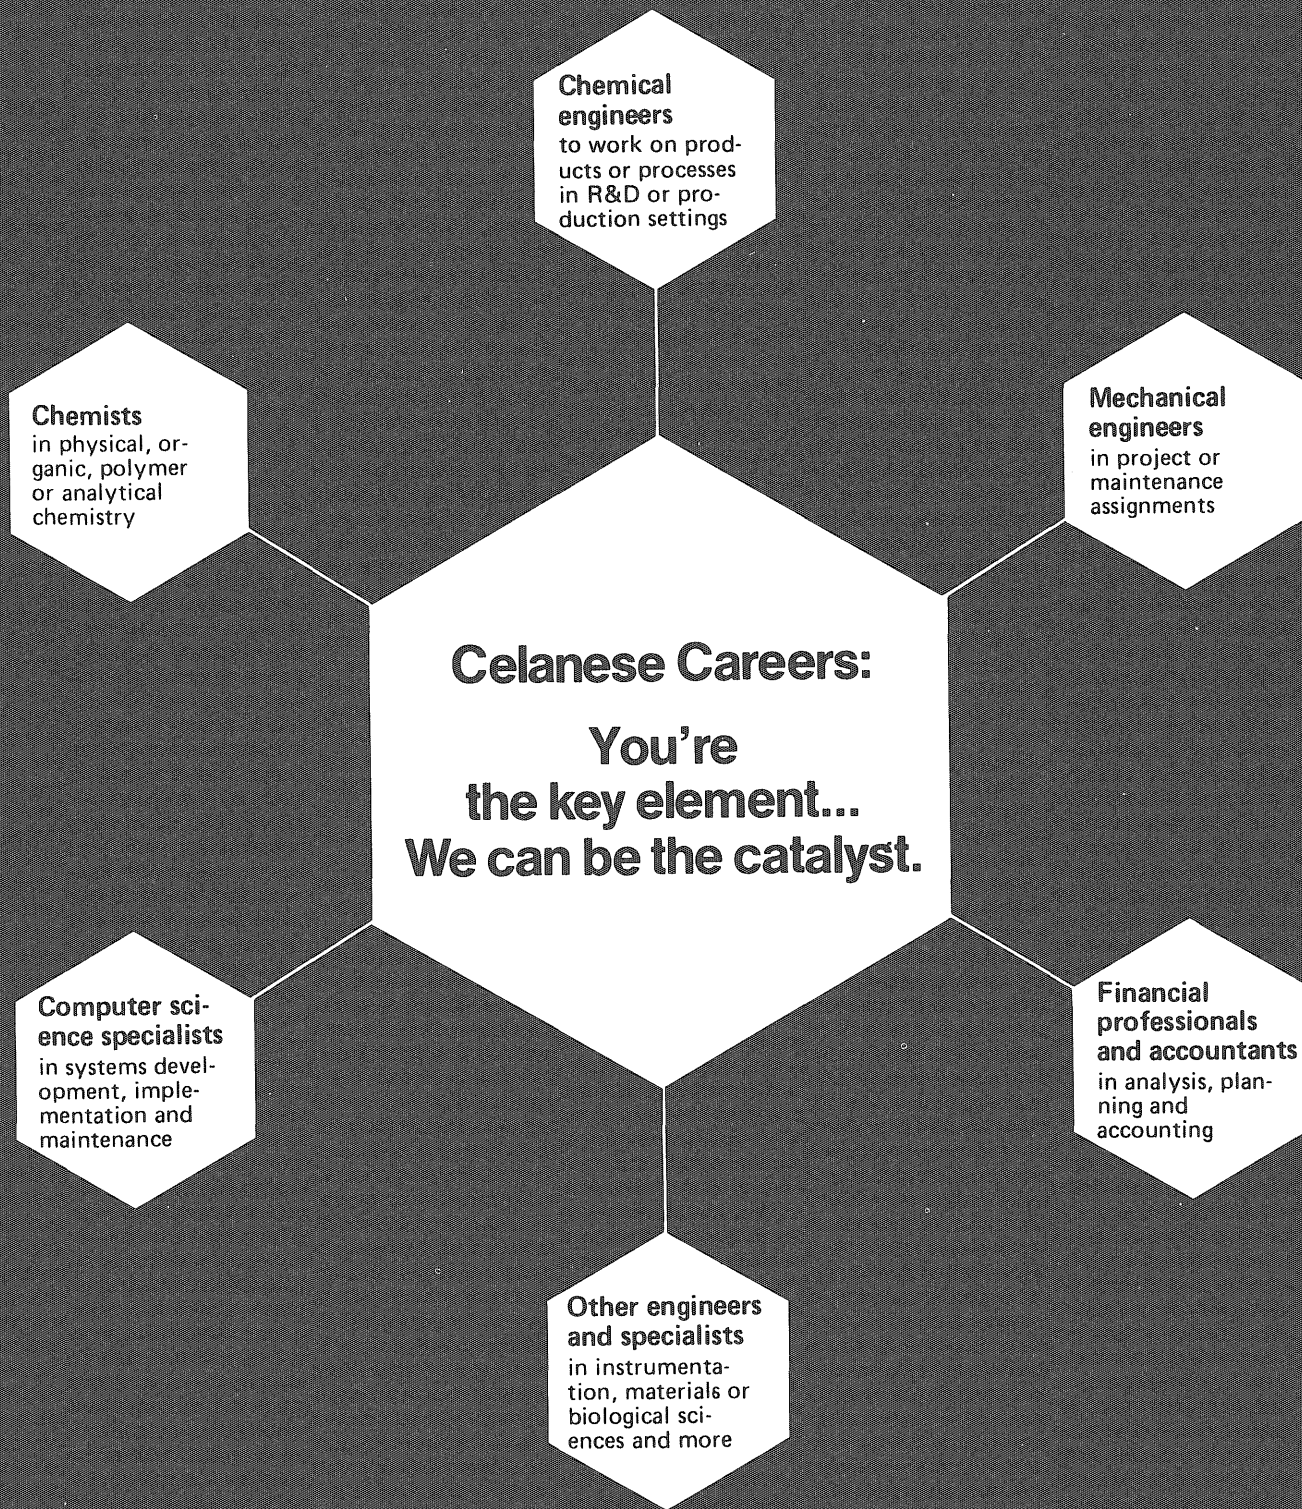 Chemical
engineers
to work on prod-
ucts or processes
in R&D or pro-
duction settings
Chemists
in physical, or-
ganic, polymer
or analytical
chemistry
Mechanical
engineers
in project or
maintenance
assignments
Celanese Careers:
You're
the key element...
We can be the catalyst.
Computer sci-
ence specialists
in systems devel-
opment, imple-
mentation and
maintenance
Financial
professionals
and accountants
in analysis, plan-
ning and
accounting
Other engineers
and specialists
in instrumenta-
tion, materials or
biological sci-
ences and more